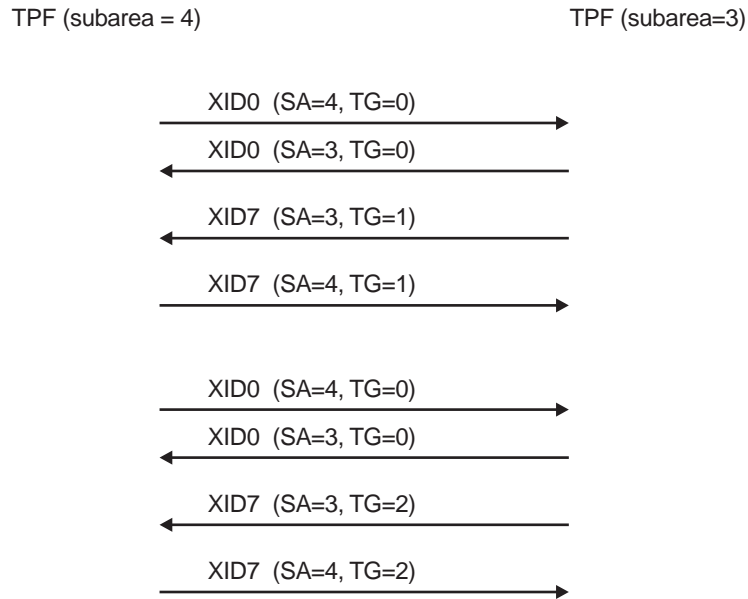 TPF (subarea = 4)
TPF (subarea=3)
XID0 (SA=4, TG=0)
XID0 (SA=3, TG=0)
XID7 (SA=3, TG=1)
XID7 (SA=4, TG=1)
XID0 (SA=4, TG=0)
XID0 (SA=3, TG=0)
XID7 (SA=3, TG=2)
XID7 (SA=4, TG=2)